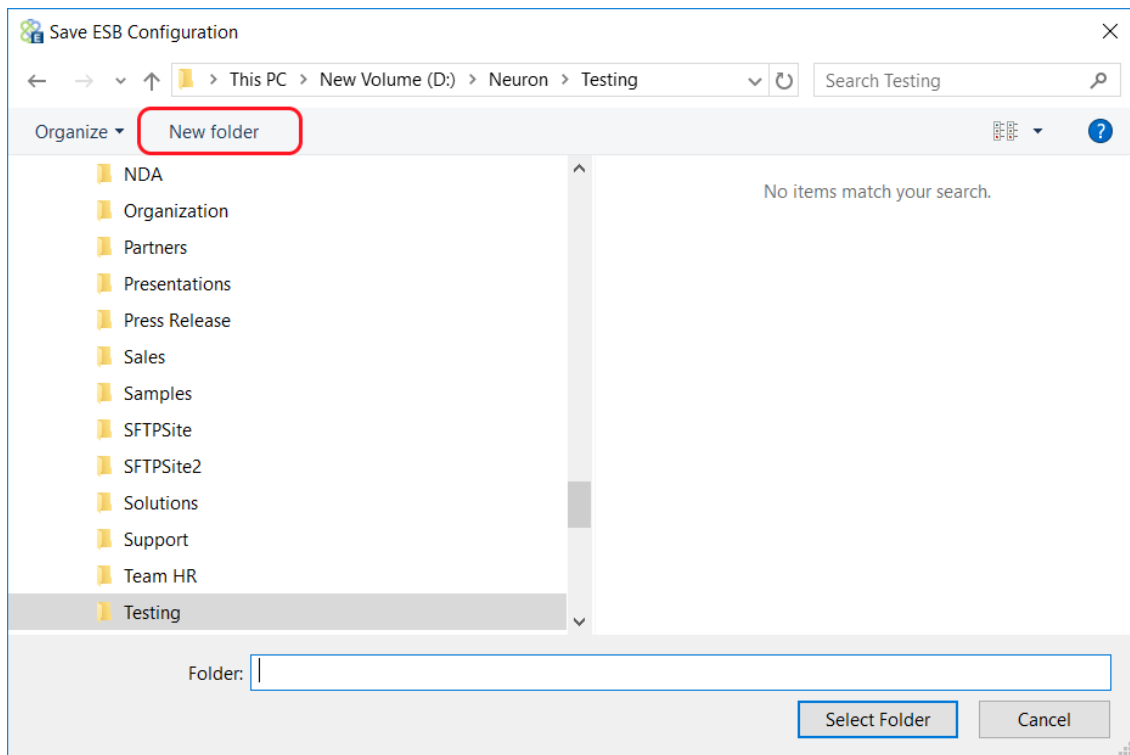 Save ESB Configuration
This PC > New Volume (D:) > Neuron > Testing
Search Testing
Organize
New folder
?
NDA
Organization
Partners
Presentations
Press Release
Sales
Samples
SFTPSite
SFTPSite2
Solutions
Support
Team HR
Testing
No items match your search.
Folder:
Select Folder
Cancel